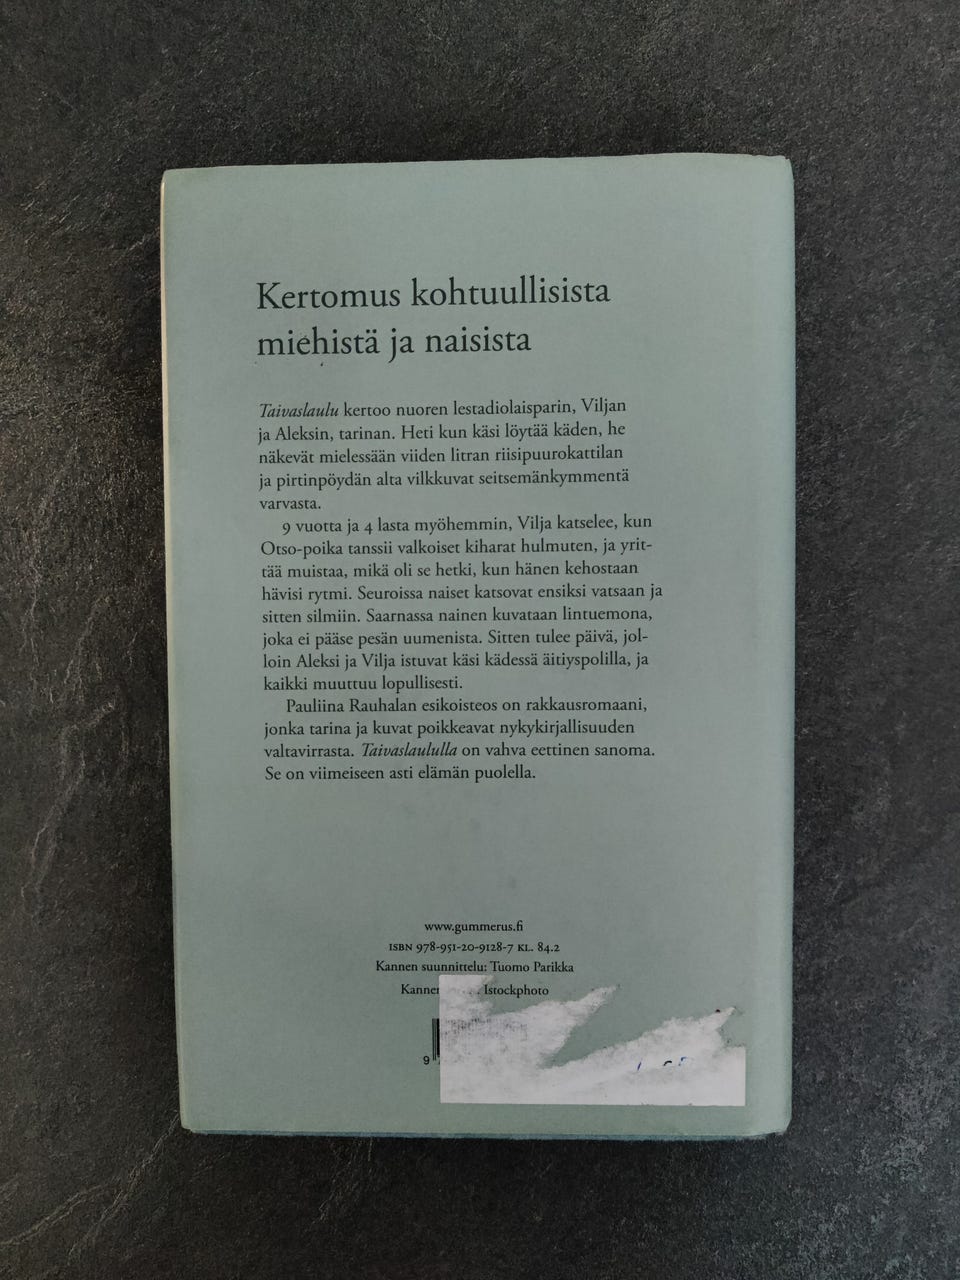 Kertomus kohtuullisista
miehistä ja naisista
Taivaslaulu kertoo nuoren lestadiolaisparin, Viljan
ja Aleksin, tarinan. Heti kun käsi löytää käden, he
näkevät mielessään viiden litran riisipuurokattilan
ja pirtinpöydän alta vilkkuvat seitsemänkymmentä
varvasta.
9 vuotta ja 4 lasta myöhemmin, Vilja katselee, kun
Otso-poika tanssii valkoiset kiharat hulmuten, ja yrit-
tää muistaa, mikä oli se hetki, kun hänen kehostaan
hävisi rytmi. Seuroissa naiset katsovat ensiksi vatsaan ja
sitten silmiin. Saarnassa nainen kuvataan lintuemona,
joka ei pääse pesän uumenista. Sitten tulee päivä, jol-
loin Aleksi ja Vilja istuvat käsi kädessä äitiyspolilla, ja
kaikki muuttuu lopullisesti.
Pauliina Rauhalan esikoisteos on rakkausromaani,
jonka tarina ja kuvat poikkeavat nykykirjallisuuden
valtavirrasta. Taivaslaululla on vahva eettinen sanoma.
Se on viimeiseen asti elämän puolella.
www.gummerus.fi
ISBN 978-951-20-9128-7 KL. 84.2
Kannen suunnittelu: Tuomo Parikka
Kannen Istockphoto
9